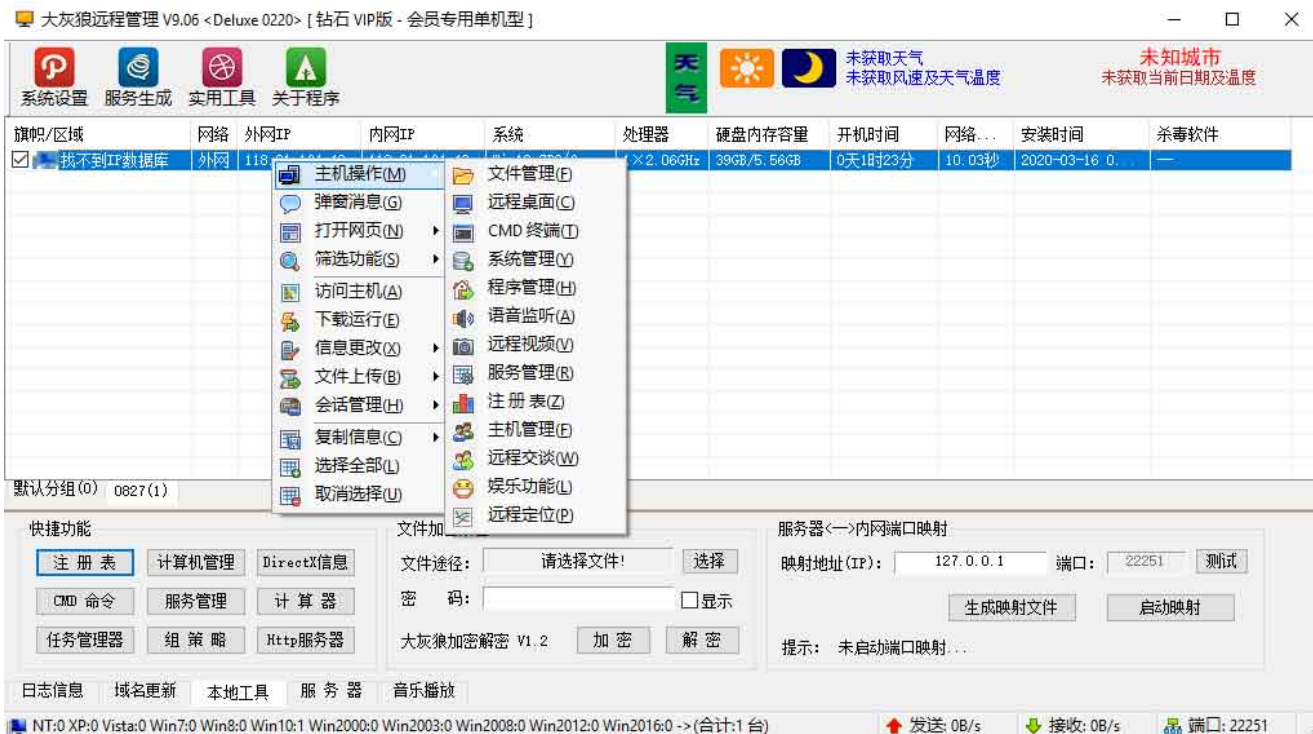 大灰狼远程管理 V9.06 <Deluxe 0220> [ 钻石 VIP版 - 会员专用单机型 ]
系统设置 服务生成 实用工具 关于程序
天气
未获取天气
未获取风速及天气温度
未知城市
未获取当前日期及温度
旗帜/区域 网络 外网IP 内网IP 系统 处理器 硬盘内存容量 开机时间 网络... 安装时间 杀毒软件
找不到IP数据库 外网 2.06GHz 39GB/5.56GB 0天1时23分 10.03秒 2020-03-16 0... —
主机操作(M)
弹窗消息(G)
打开网页(N)
筛选功能(S)
访问主机(A)
下载运行(E)
信息更改(X)
文件上传(B)
会话管理(H)
复制信息(C)
选择全部(L)
取消选择(U)
文件管理(F)
远程桌面(C)
CMD 终端(T)
系统管理(Y)
程序管理(H)
语音监听(A)
远程视频(V)
服务管理(R)
注 册 表(Z)
主机管理(F)
远程交谈(W)
娱乐功能(L)
远程定位(P)
默认分组(0) 0827(1)
快捷功能
注 册 表 计算机管理 DirectX信息
CMD 命令 服务管理 计 算 器
任务管理器 组 策 略 Http服务器
文件加
文件途径: 请选择文件! 选择
密 码: 显示
大灰狼加密解密 V1.2 加 密 解 密
服务器<—>内网端口映射
映射地址(IP): 127.0.0.1 端口: 22251 测试
生成映射文件 启动映射
提示: 未启动端口映射...
日志信息 域名更新 本地工具 服 务 器 音乐播放
NT:0 XP:0 Vista:0 Win7:0 Win8:0 Win10:1 Win2000:0 Win2003:0 Win2008:0 Win2012:0 Win2016:0 ->(合计:1 台) 发送: 0B/s 接收: 0B/s 端口: 22251